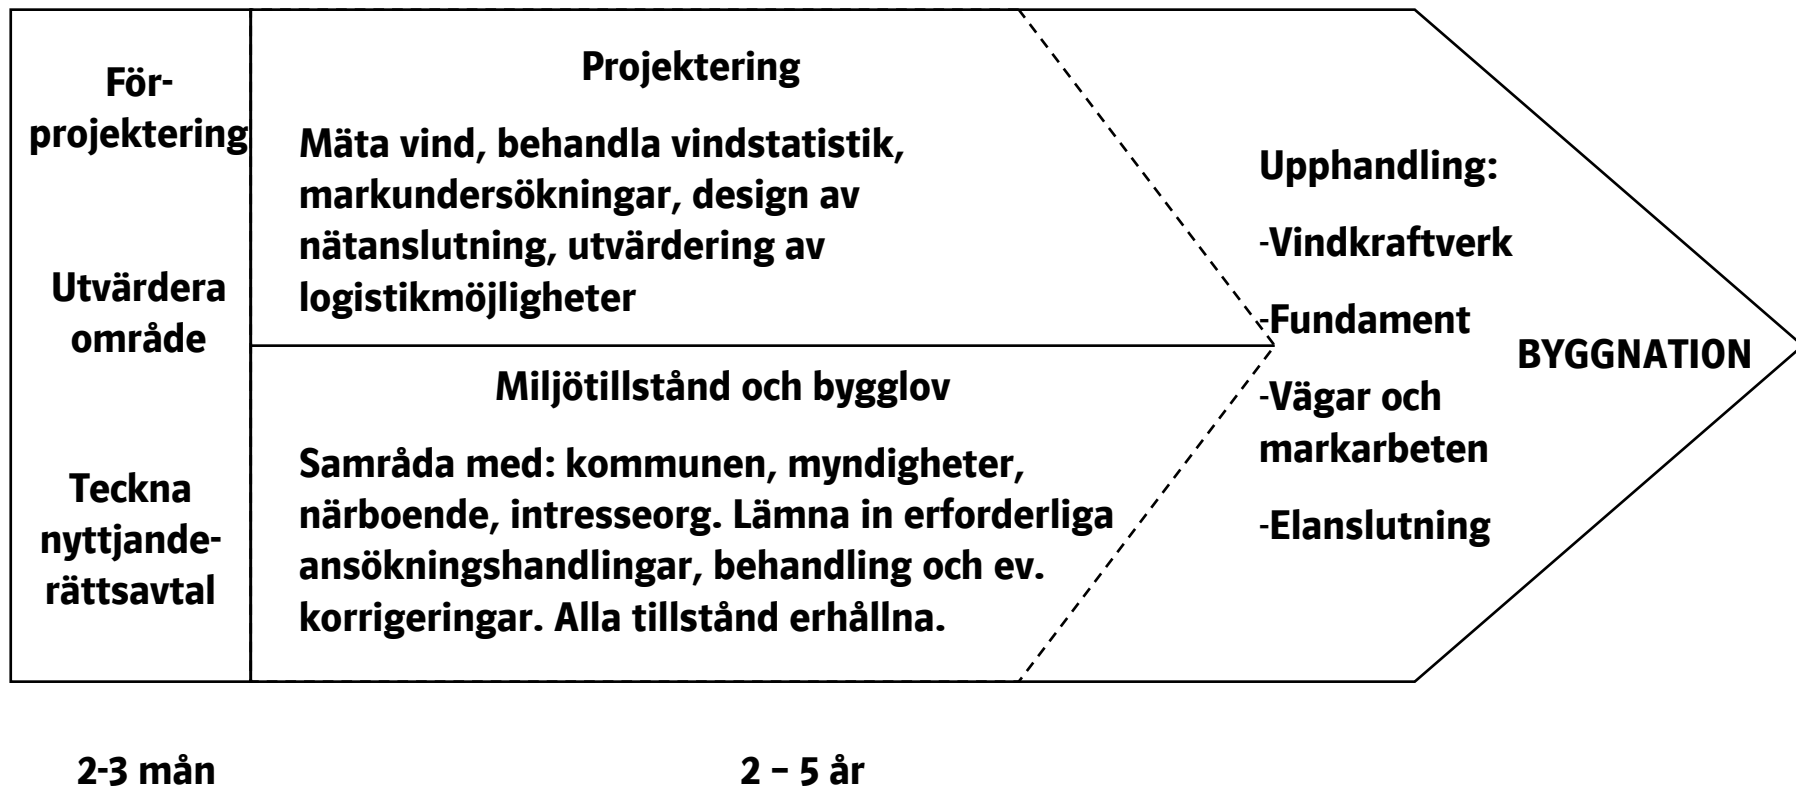 För-
projektering
Utvärdera
område
Teckna
nyttjande-
rättsavtal
Projektering
Mäta vind, behandla vindstatistik,
markundersökningar, design av
nätanslutning, utvärdering av
logistikmöjligheter
Miljötillstånd och bygglov
Samråda med: kommunen, myndigheter,
närboende, intresseorg. Lämna in erforderliga
ansökningshandlingar, behandling och ev.
korrigeringar. Alla tillstånd erhållna.
Upphandling:
-Vindkraftverk
-Fundament
-Vägar och
markarbeten
-Elanslutning
BYGGNATION
2-3 mån
2 – 5 år